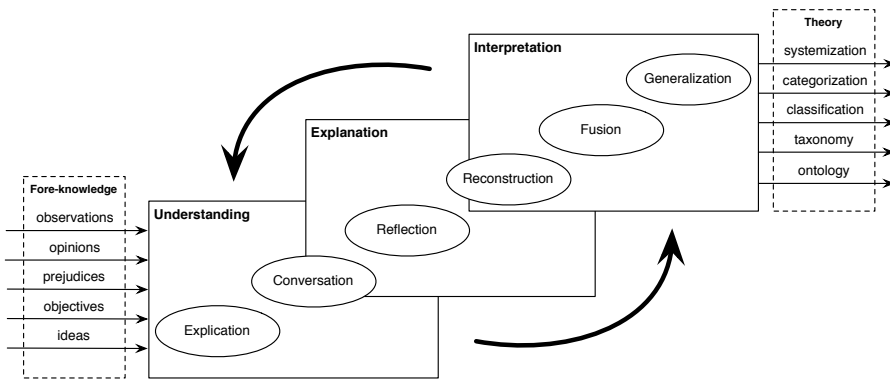 Theory
systemization
categorization
classification
taxonomy
ontology
Interpretation
Generalization
Fusion
Reconstruction
Explanation
Reflection
Conversation
Understanding
Explication
Fore-knowledge
observations
opinions
prejudices
objectives
ideas